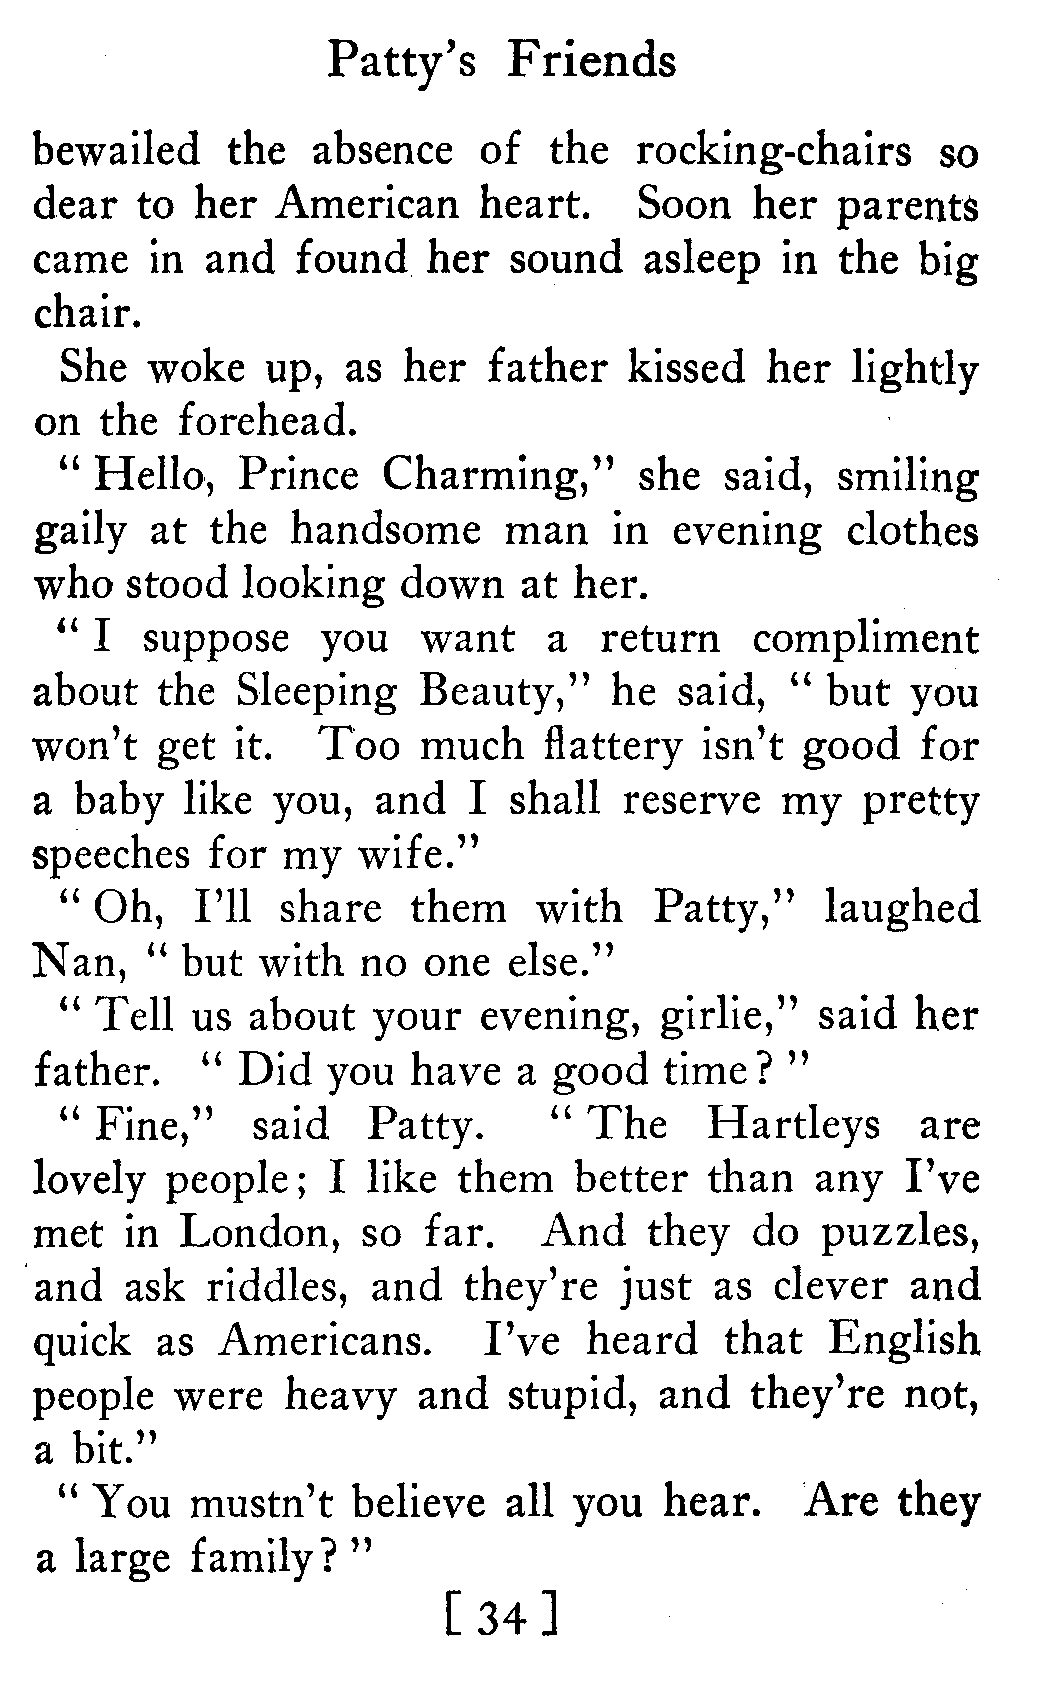 Patty's Friends
bewailed the absence of the rocking-chairs so
dear to her American heart. Soon her parents
came in and found her sound asleep in the big
chair.
She woke up, as her father kissed her lightly
on the forehead.
" Hello, Prince Charming," she said, smiling
gaily at the handsome man in evening clothes
who stood looking down at her.
" I suppose you want a return compliment
about the Sleeping Beauty," he said, " but you
won't get it. Too much flattery isn't good for
a baby like you, and I shall reserve my pretty
speeches for my wife."
" Oh, I'll share them with Patty," laughed
Nan, " but with no one else."
" Tell us about your evening, girlie," said her
father. " Did you have a good time? "
" Fine," said Patty. " The Hartleys are
lovely people; I like them better than any I've
met in London, so far. And they do puzzles,
and ask riddles, and they're just as clever and
quick as Americans. I've heard that English
people were heavy and stupid, and they're not,
a bit."
" You mustn't believe all you hear. Are they
a large family? "
[ 34 ]